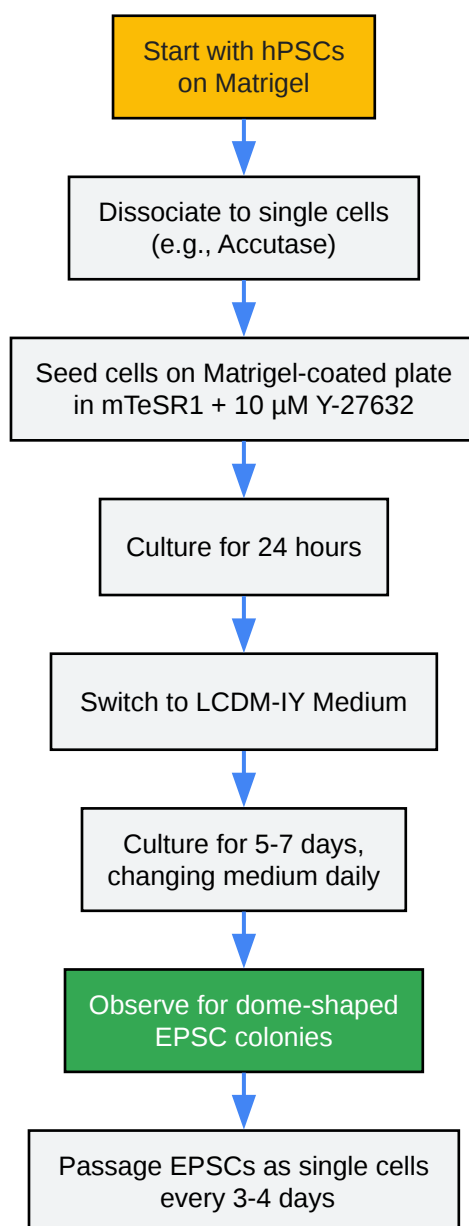 Start with hPSCs
on Matrigel
Dissociate to single cells
(e.g., Accutase)
Seed cells on Matrigel-coated plate
in mTeSR1 + 10 µM Y-27632
Culture for 24 hours
Switch to LCDM-IY Medium
Culture for 5-7 days,
changing medium daily
Observe for dome-shaped
EPSC colonies
Passage EPSCs as single cells
every 3-4 days